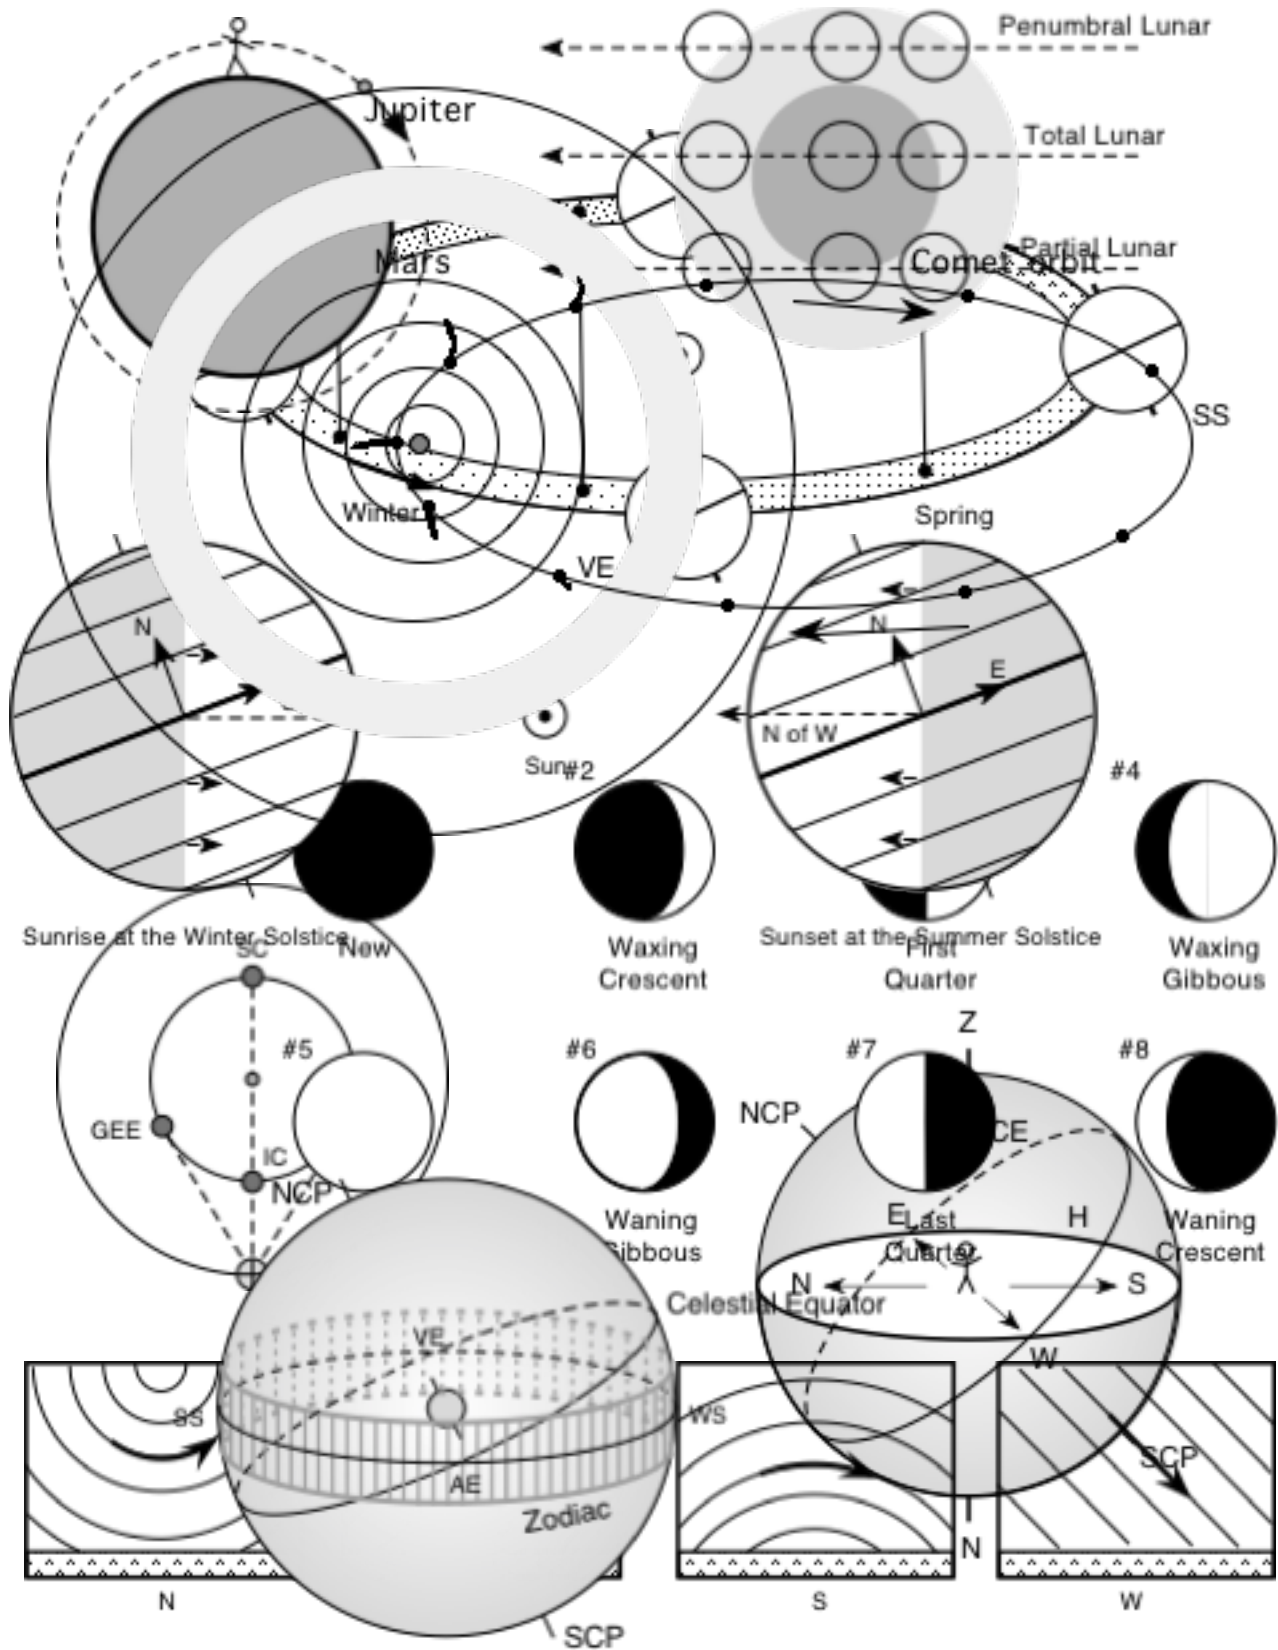 Penumbral Lunar
Jupiter
Total Lunar
Partial Lunar
Mars
Comet orbit
SS
Winter
Spring
VE
N
N
E
N of W
Sun
#2
#4
Sunrise at the Winter Solstice
New
Waxing
Crescent
Sunset at the Summer Solstice
First
Quarter
Waxing
Gibbous
SC
Z
#5
#6
#7
#8
NCP
CE
GEE
IC
NCP
E
H
Last
Quarter
Waning
Gibbous
Waning
Crescent
N
S
Celestial Equator
VE
W
SS
WS
SCP
AE
Zodiac
N
N
S
W
SCP